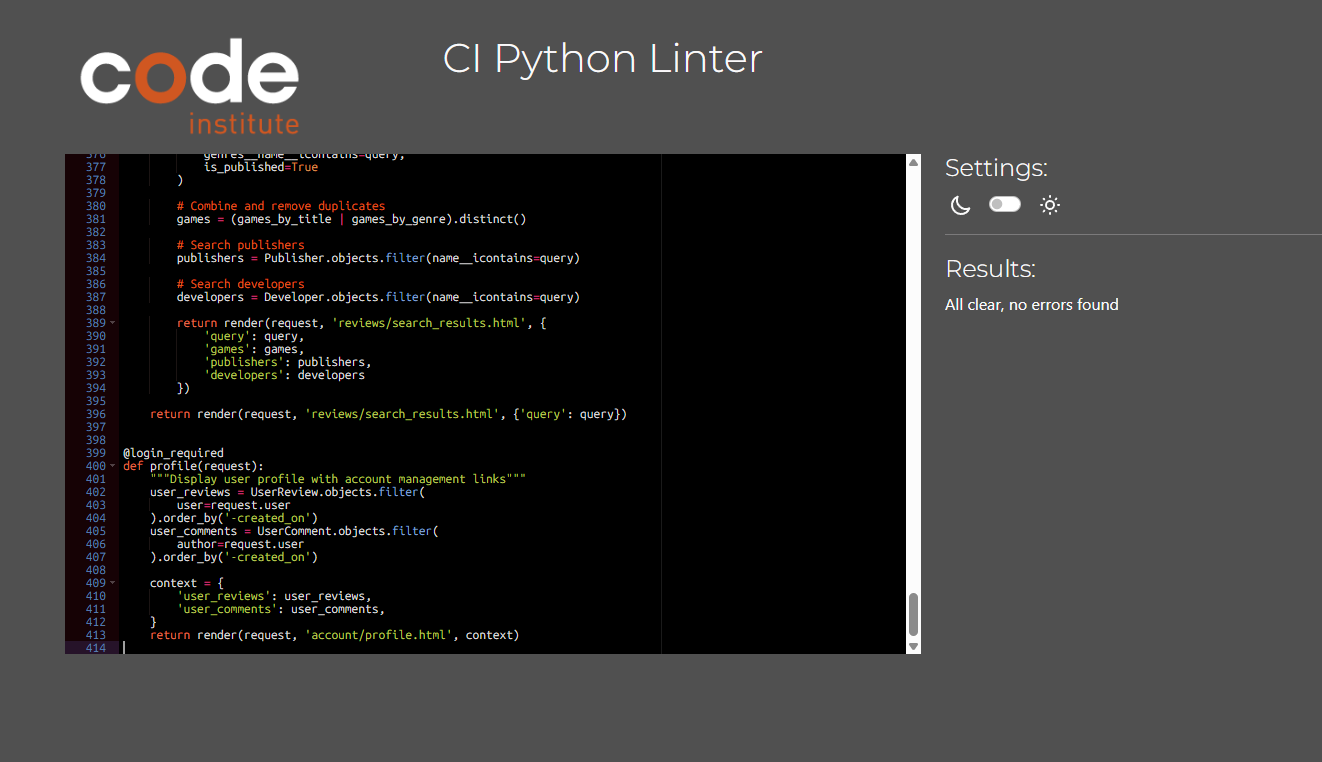 code
institute
CI Python Linter
376 genres__name__icontains=query,
377 is_published=True
378 )
379
380 # Combine and remove duplicates
381 games = (games_by_title | games_by_genre).distinct()
382
383 # Search publishers
384 publishers = Publisher.objects.filter(name__icontains=query)
385
386 # Search developers
387 developers = Developer.objects.filter(name__icontains=query)
388
389 return render(request, 'reviews/search_results.html', {
390 'query': query,
391 'games': games,
392 'publishers': publishers,
393 'developers': developers
394 })
395
396 return render(request, 'reviews/search_results.html', {'query': query})
397
398
399 @login_required
400 def profile(request):
401 """Display user profile with account management links"""
402 user_reviews = UserReview.objects.filter(
403 user=request.user
404 ).order_by('-created_on')
405 user_comments = UserComment.objects.filter(
406 author=request.user
407 ).order_by('-created_on')
408
409 context = {
410 'user_reviews': user_reviews,
411 'user_comments': user_comments,
412 }
413 return render(request, 'account/profile.html', context)
414
Settings:
Results:
All clear, no errors found